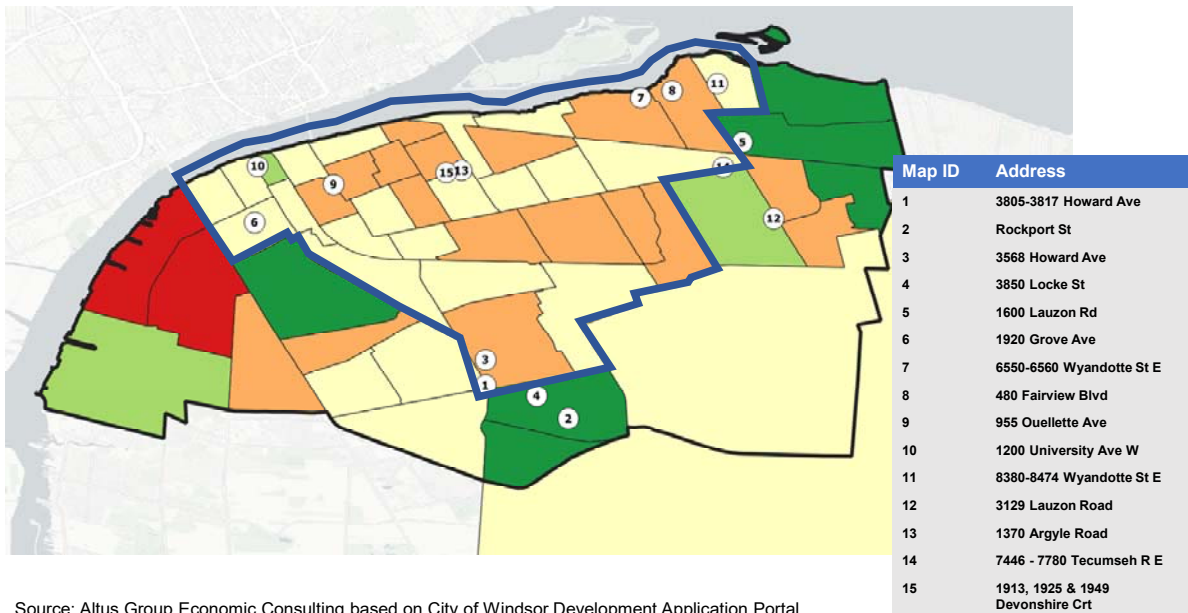 11
7
8
5
10
15 13
14
9
12
6
3
1
4
2
Map ID Address
1 3805-3817 Howard Ave
2 Rockport St
3 3568 Howard Ave
4 3850 Locke St
5 1600 Lauzon Rd
6 1920 Grove Ave
7 6550-6560 Wyandotte St E
8 480 Fairview Blvd
9 955 Ouellette Ave
10 1200 University Ave W
11 8380-8474 Wyandotte St E
12 3129 Lauzon Road
13 1370 Argyle Road
14 7446 - 7780 Tecumseh R E
15 1913, 1925 & 1949
Devonshire Crt
Source: Altus Group Economic Consulting based on City of Windsor Development Application Portal